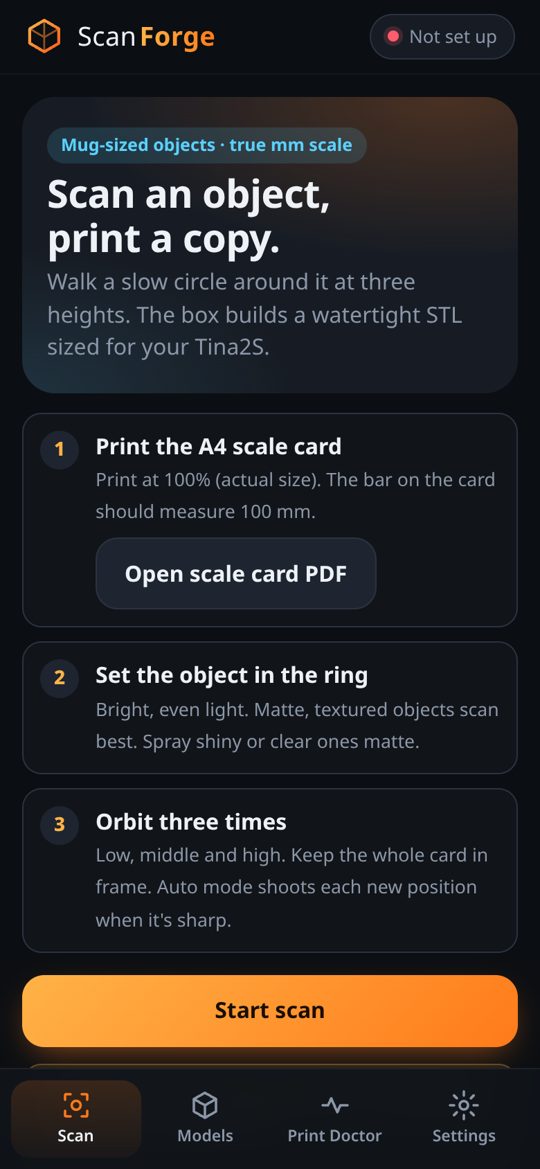 ScanForge
Not set up
Mug-sized objects · true mm scale
Scan an object,
print a copy.
Walk a slow circle around it at three
heights. The box builds a watertight STL
sized for your Tina2S.
1
Print the A4 scale card
Print at 100% (actual size). The bar on the card
should measure 100 mm.
Open scale card PDF
2
Set the object in the ring
Bright, even light. Matte, textured objects scan
best. Spray shiny or clear ones matte.
3
Orbit three times
Low, middle and high. Keep the whole card in
frame. Auto mode shoots each new position
when it's sharp.
Start scan
Scan
Models
Print Doctor
Settings